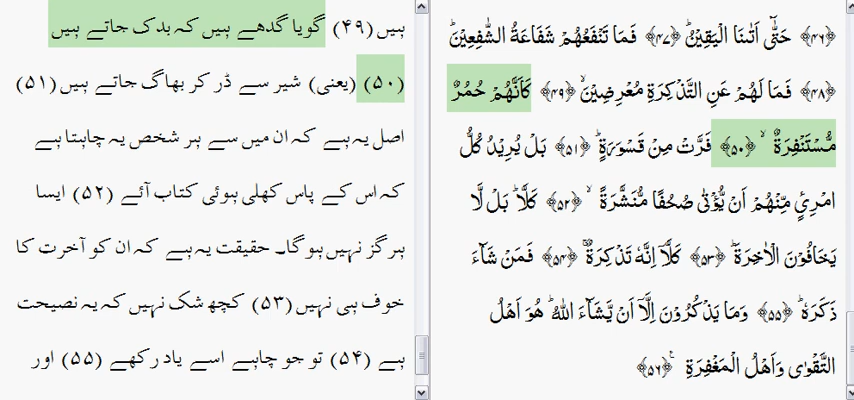 ﴿۴۶﴾ حَتّٰۤى اَتٰٮنَا الْيَقِيْنُؕ ﴿۴۷﴾ فَمَا تَنْفَعُهُمْ شَفَاعَةُ الشّٰفِعِيْنَؕ
﴿۴۸﴾ فَمَا لَهُمْ عَنِ التَّذْكِرَةِ مُعْرِضِيْنَۙ ﴿۴۹﴾ كَاَنَّهُمْ حُمُرٌ
مُّسْتَنْفِرَةٌ ۙ ﴿۵۰﴾ فَرَّتْ مِنْ قَسْوَرَةٍؕ ﴿۵۱﴾ بَلْ يُرِيْدُ كُلُّ
امْرِىٴٍ مِّنْهُمْ اَنْ يُّؤْتٰى صُحُفًا مُّنَشَّرَةً ۙ ﴿۵۲﴾ كَلَّا ؕ بَلْ لَّا
يَخَافُوْنَ الْاٰخِرَةَؕ ﴿۵۳﴾ كَلَّاۤ اِنَّهٗ تَذْكِرَةٌ ۚ ﴿۵۴﴾ فَمَنْ شَآءَ
ذَكَرَهٗؕ ﴿۵۵﴾ وَمَا يَذْكُرُوْنَ اِلَّاۤ اَنْ يَّشَآءَ اللّٰهُؕ هُوَ اَهْلُ
التَّقْوٰى وَاَهْلُ الْمَغْفِرَةِ ۚ ﴿۵۶﴾
ہیں (۴۹) گویا گدھے ہیں کہ بدک جاتے ہیں
(۵۰) (یعنی) شیر سے ڈر کر بھاگ جاتے ہیں (۵۱)
اصل یہ ہے کہ ان میں سے ہر شخص یہ چاہتا ہے
کہ اس کے پاس کھلی ہوئی کتاب آئے (۵۲) ایسا
ہرگز نہیں ہوگا۔ حقیقت یہ ہے کہ ان کو آخرت کا
خوف ہی نہیں (۵۳) کچھ شک نہیں کہ یہ نصیحت
ہے (۵۴) تو جو چاہے اسے یاد رکھے (۵۵) اور